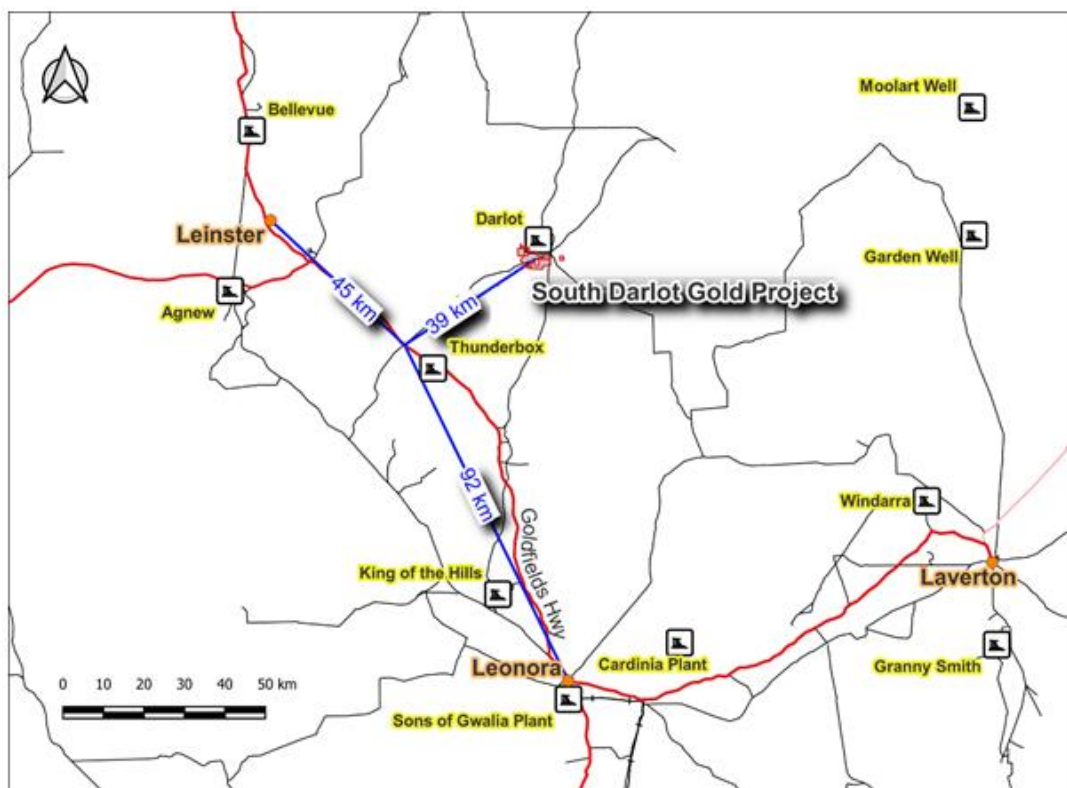 Moolart Well
Bellevue
Darlot
Leinster
Garden Well
South Darlot Gold Project
45 km
39 km
Agnew
Thunderbox
92 km
Windarra
Goldfields Hwy
King of the Hills
Laverton
Leonora
Cardinia Plant
Granny Smith
0 10 20 30 40 50 km
Sons of Gwalia Plant